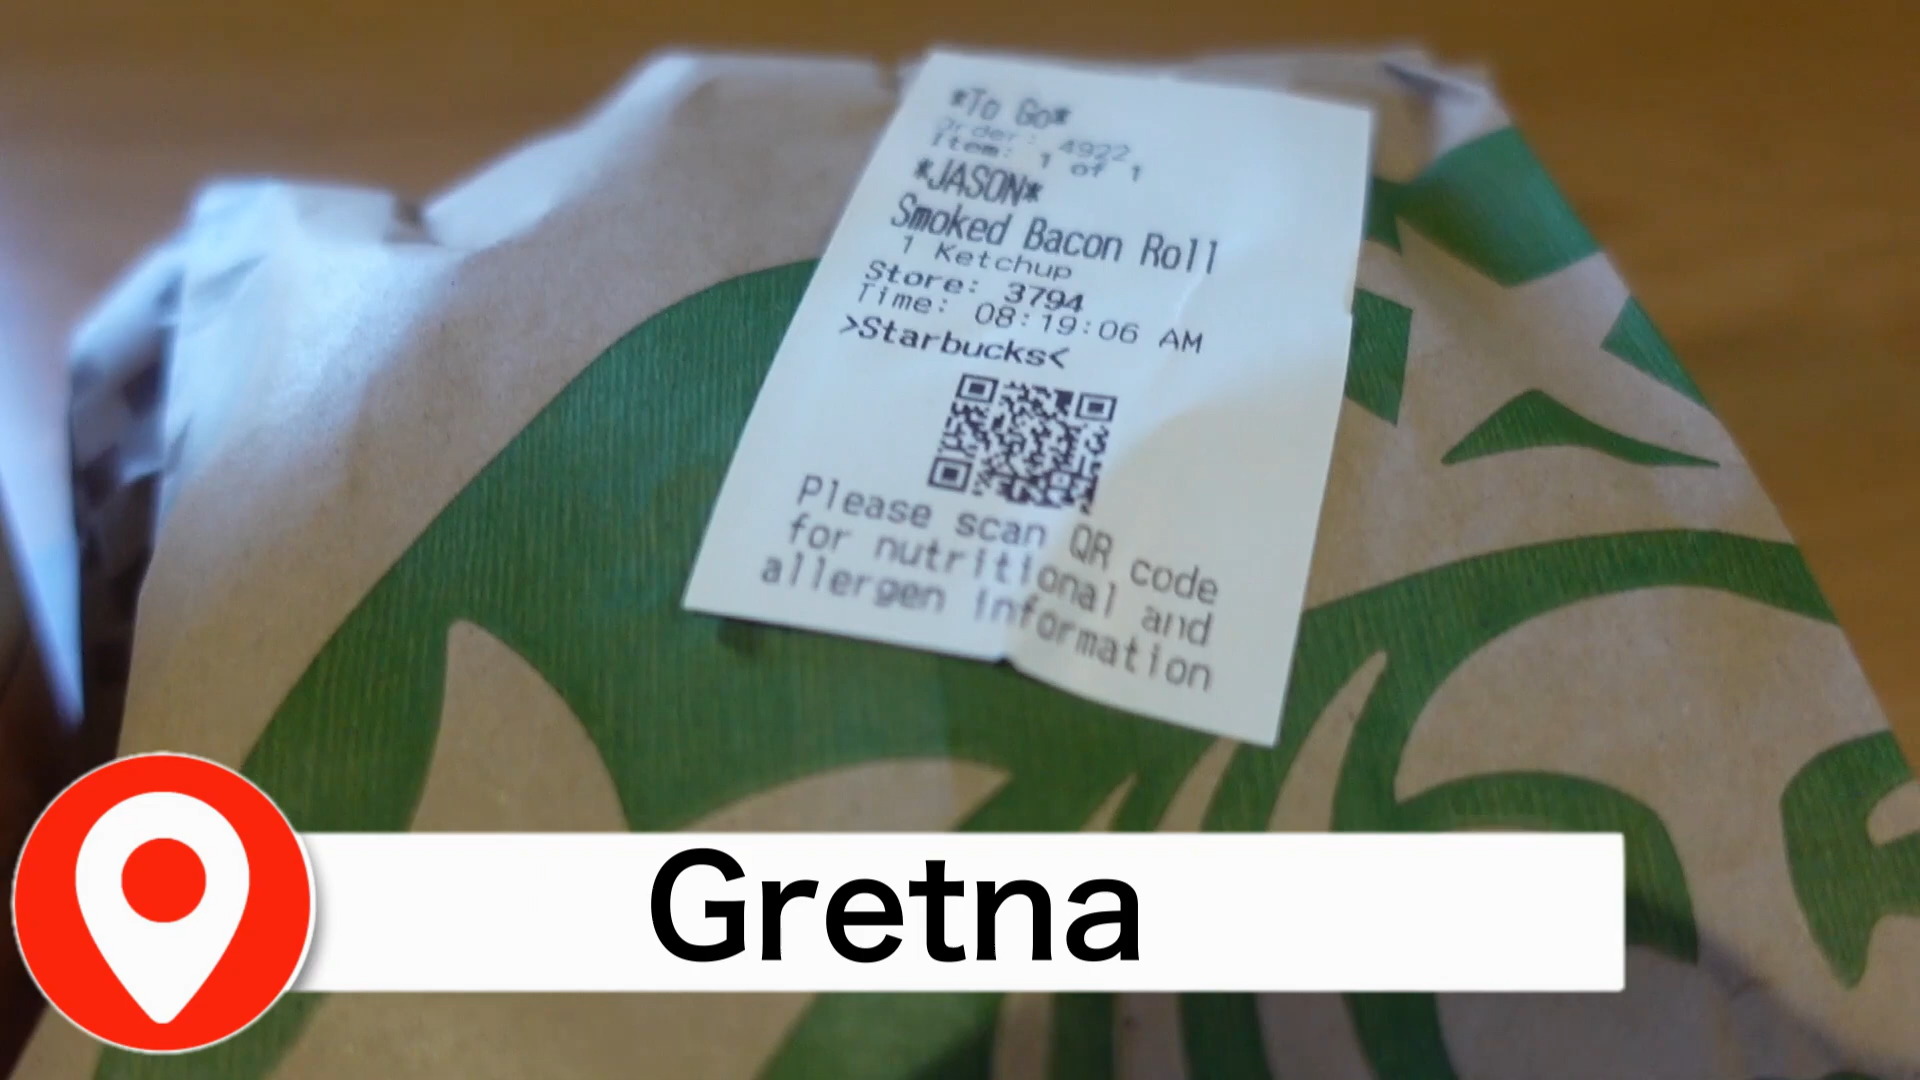 *To Go*
Order: 4922
Item: 1 of 1
*JASON*
Smoked Bacon Roll
1 Ketchup
Store: 3794
Time: 08:19:06 AM
>Starbucks<
Please scan QR code
for nutritional and
allergen information
Gretna